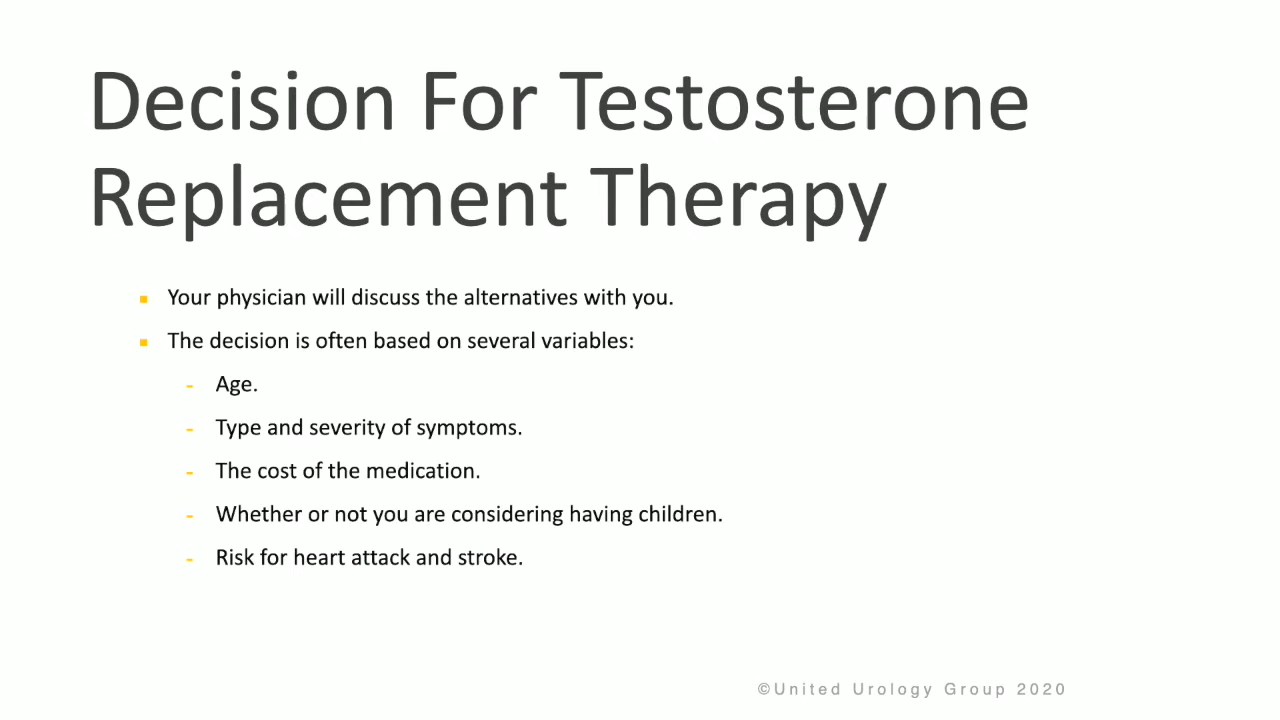 Decision For Testosterone
Replacement Therapy
▪ Your physician will discuss the alternatives with you.
▪ The decision is often based on several variables:
- Age.
- Type and severity of symptoms.
- The cost of the medication.
- Whether or not you are considering having children.
- Risk for heart attack and stroke.
©United Urology Group 2020